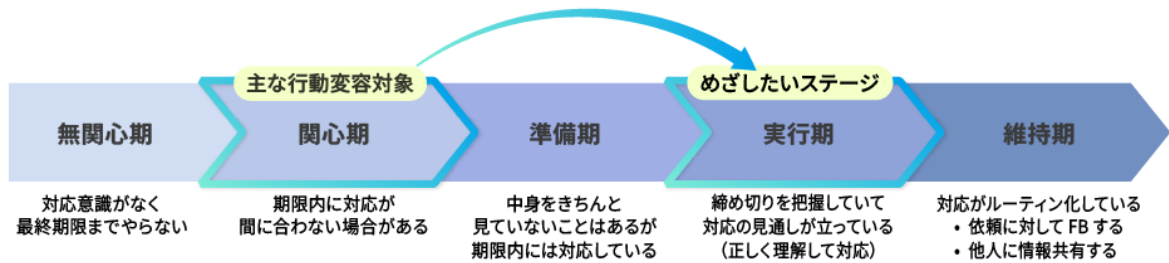 主な行動変容対象
めざしたいステージ
無関心期
関心期
準備期
実行期
維持期
対応意識がなく
最終期限までやらない
期限内に対応が
間に合わない場合がある
中身をきちんと
見ていないことはあるが
期限内には対応している
締め切りを把握していて
対応の見通しが立っている
（正しく理解して対応）
対応がルーティン化している
• 依頼に対して FB する
• 他人に情報共有する